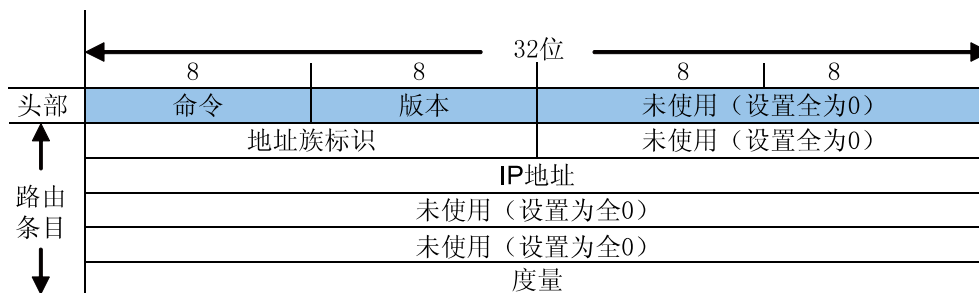 32位
8 8 8 8
头部 命令 版本 未使用（设置全为0）
地址族标识 未使用（设置全为0）
IP地址
路由
条目
未使用（设置为全0）
未使用（设置为全0）
度量